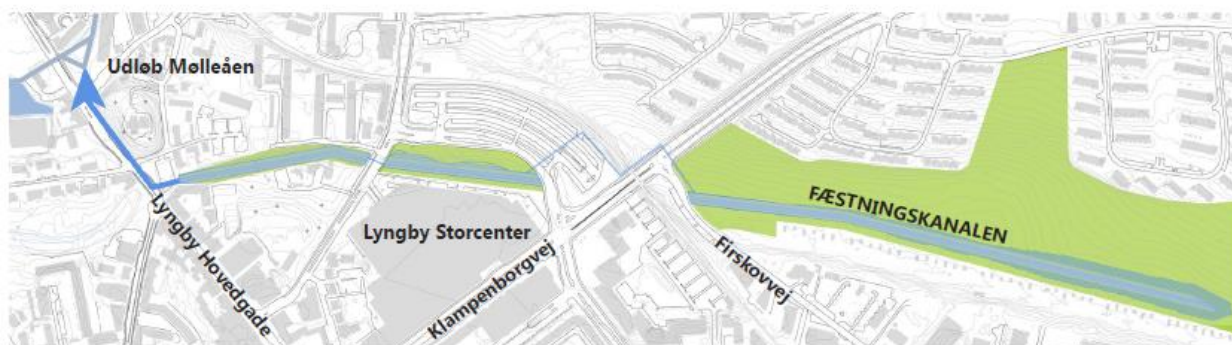 Udløb Mølleåen
Lyngby Hovedgade
Lyngby Storcenter
Klampenborgvej
Firskovvej
FÆSTNINGSKANALEN